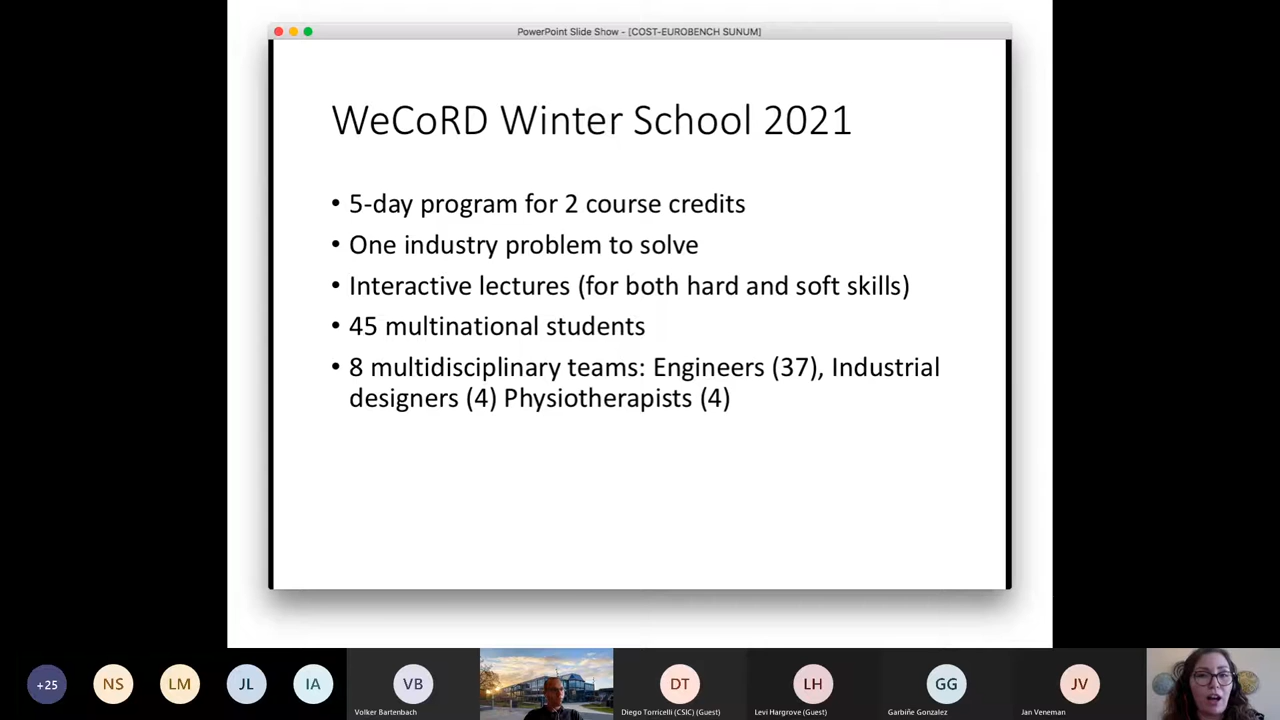 PowerPoint Slide Show - [COST-EUROBENCH SUNUM]
WeCoRD Winter School 2021
• 5-day program for 2 course credits
• One industry problem to solve
• Interactive lectures (for both hard and soft skills)
• 45 multinational students
• 8 multidisciplinary teams: Engineers (37), Industrial
designers (4) Physiotherapists (4)
+25
NS
LM
JL
IA
VB
Volker Bartenbach
DT
Diego Torricelli (CSIC) (Guest)
LH
Levi Hargrove (Guest)
GG
Garbiñe Gonzalez
JV
Jan Veneman